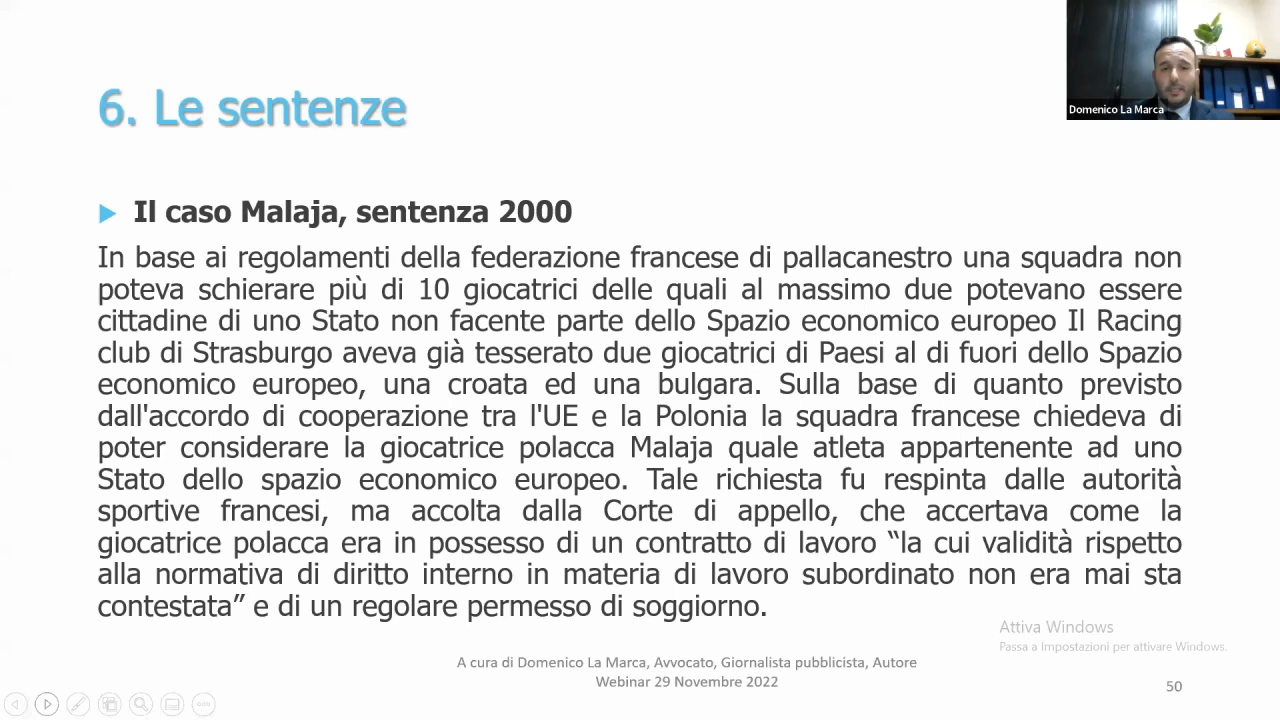 Domenico La Marca
6. Le sentenze
Il caso Malaja, sentenza 2000
In base ai regolamenti della federazione francese di pallacanestro una squadra non
poteva schierare più di 10 giocatrici delle quali al massimo due potevano essere
cittadine di uno Stato non facente parte dello Spazio economico europeo Il Racing
club di Strasburgo aveva già tesserato due giocatrici di Paesi al di fuori dello Spazio
economico europeo, una croata ed una bulgara. Sulla base di quanto previsto
dall'accordo di cooperazione tra l'UE e la Polonia la squadra francese chiedeva di
poter considerare la giocatrice polacca Malaja quale atleta appartenente ad uno
Stato dello spazio economico europeo. Tale richiesta fu respinta dalle autorità
sportive francesi, ma accolta dalla Corte di appello, che accertava come la
giocatrice polacca era in possesso di un contratto di lavoro “la cui validità rispetto
alla normativa di diritto interno in materia di lavoro subordinato non era mai sta
contestata” e di un regolare permesso di soggiorno.
Attiva Windows
Passa a Impostazioni per attivare Windows.
A cura di Domenico La Marca, Avvocato, Giornalista pubblicista, Autore
Webinar 29 Novembre 2022
50